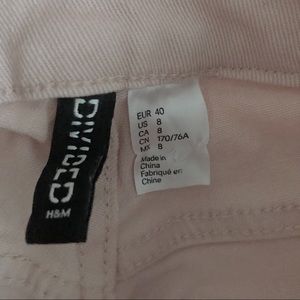 DIVIDED
H&M
EUR 40
US 8
CA 8
CN 170/76A
MX 8
Made in
China
Fabriqué en
Chine